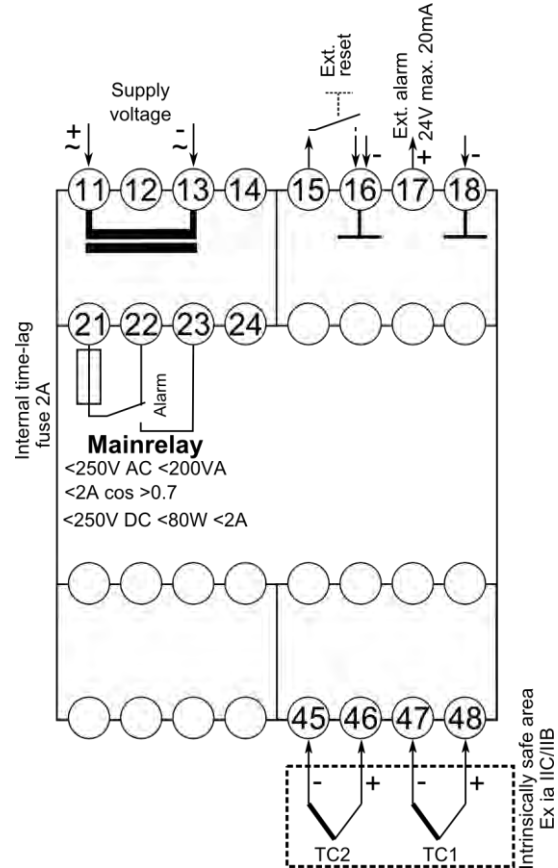 Supply
voltage
Ext.
reset
Ext. alarm
24V max. 20mA
+
~
-
~
-
+
-
11 12 13 14 15 16 17 18
21 22 23 24
Internal time-lag
fuse 2A
Alarm
Mainrelay
<250V AC <200VA
<2A cos >0.7
<250V DC <80W <2A
45 46 47 48
- + - +
TC2 TC1
Intrinsically safe area
Ex ia IIC/IIB